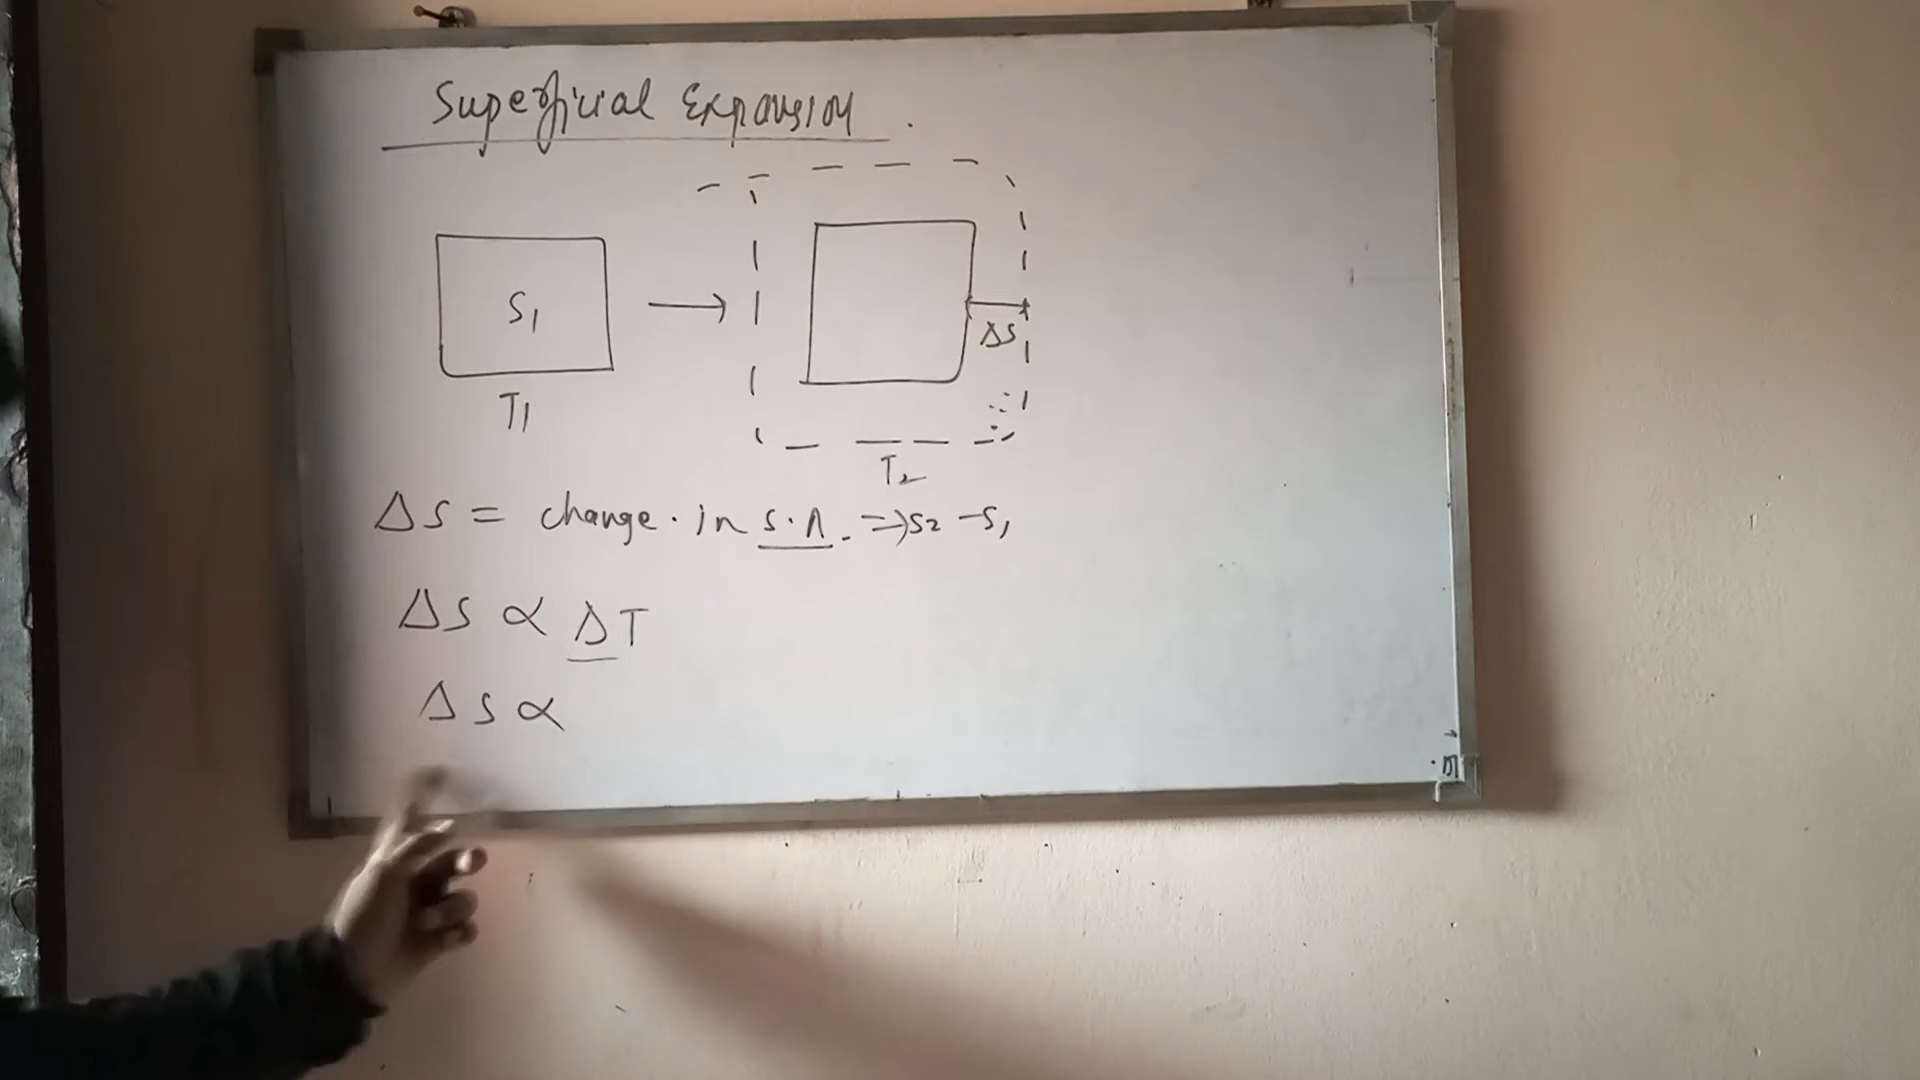 Superficial Expansion.
S₁
ΔS
T₁
T₂
ΔS = change. in S.A. => S₂ - S₁
ΔS ∝ ΔT
ΔS ∝